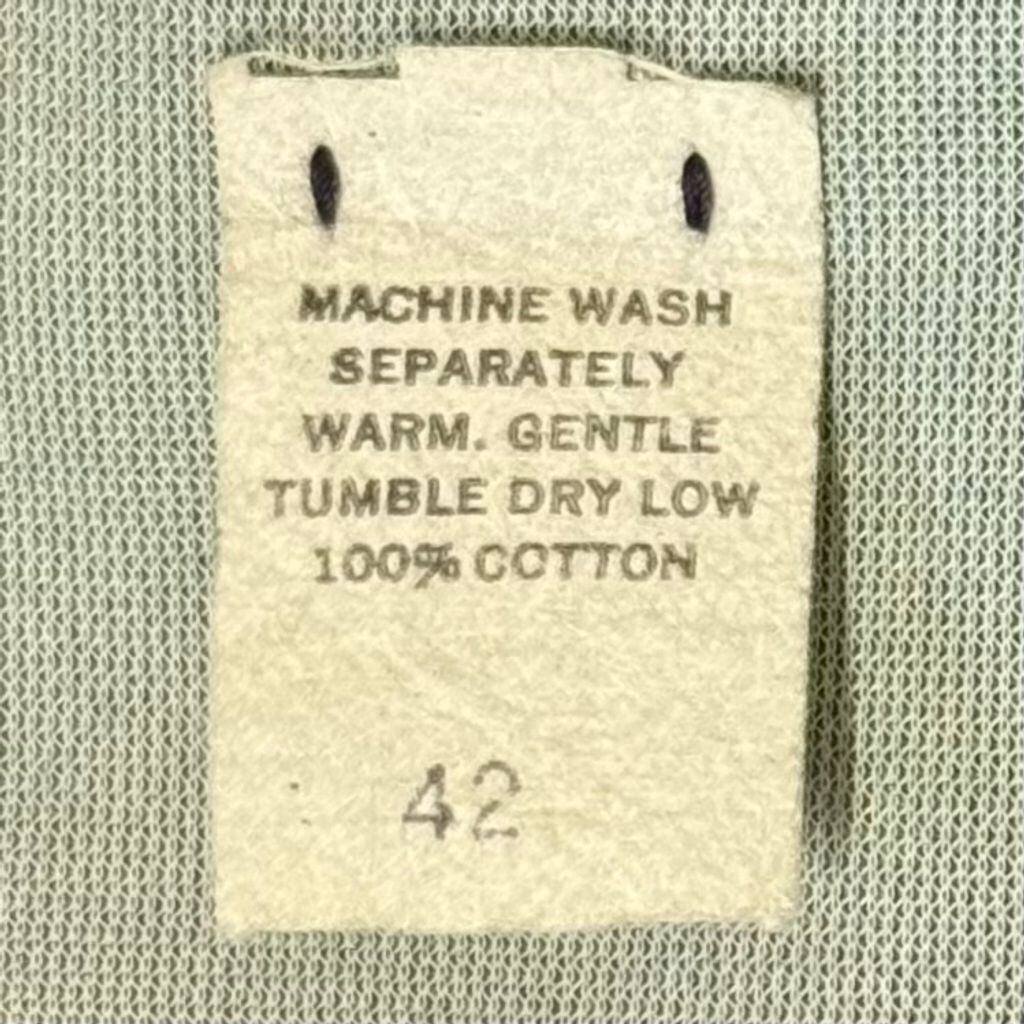 MACHINE WASH
SEPARATELY
WARM. GENTLE
TUMBLE DRY LOW
100% COTTON
42